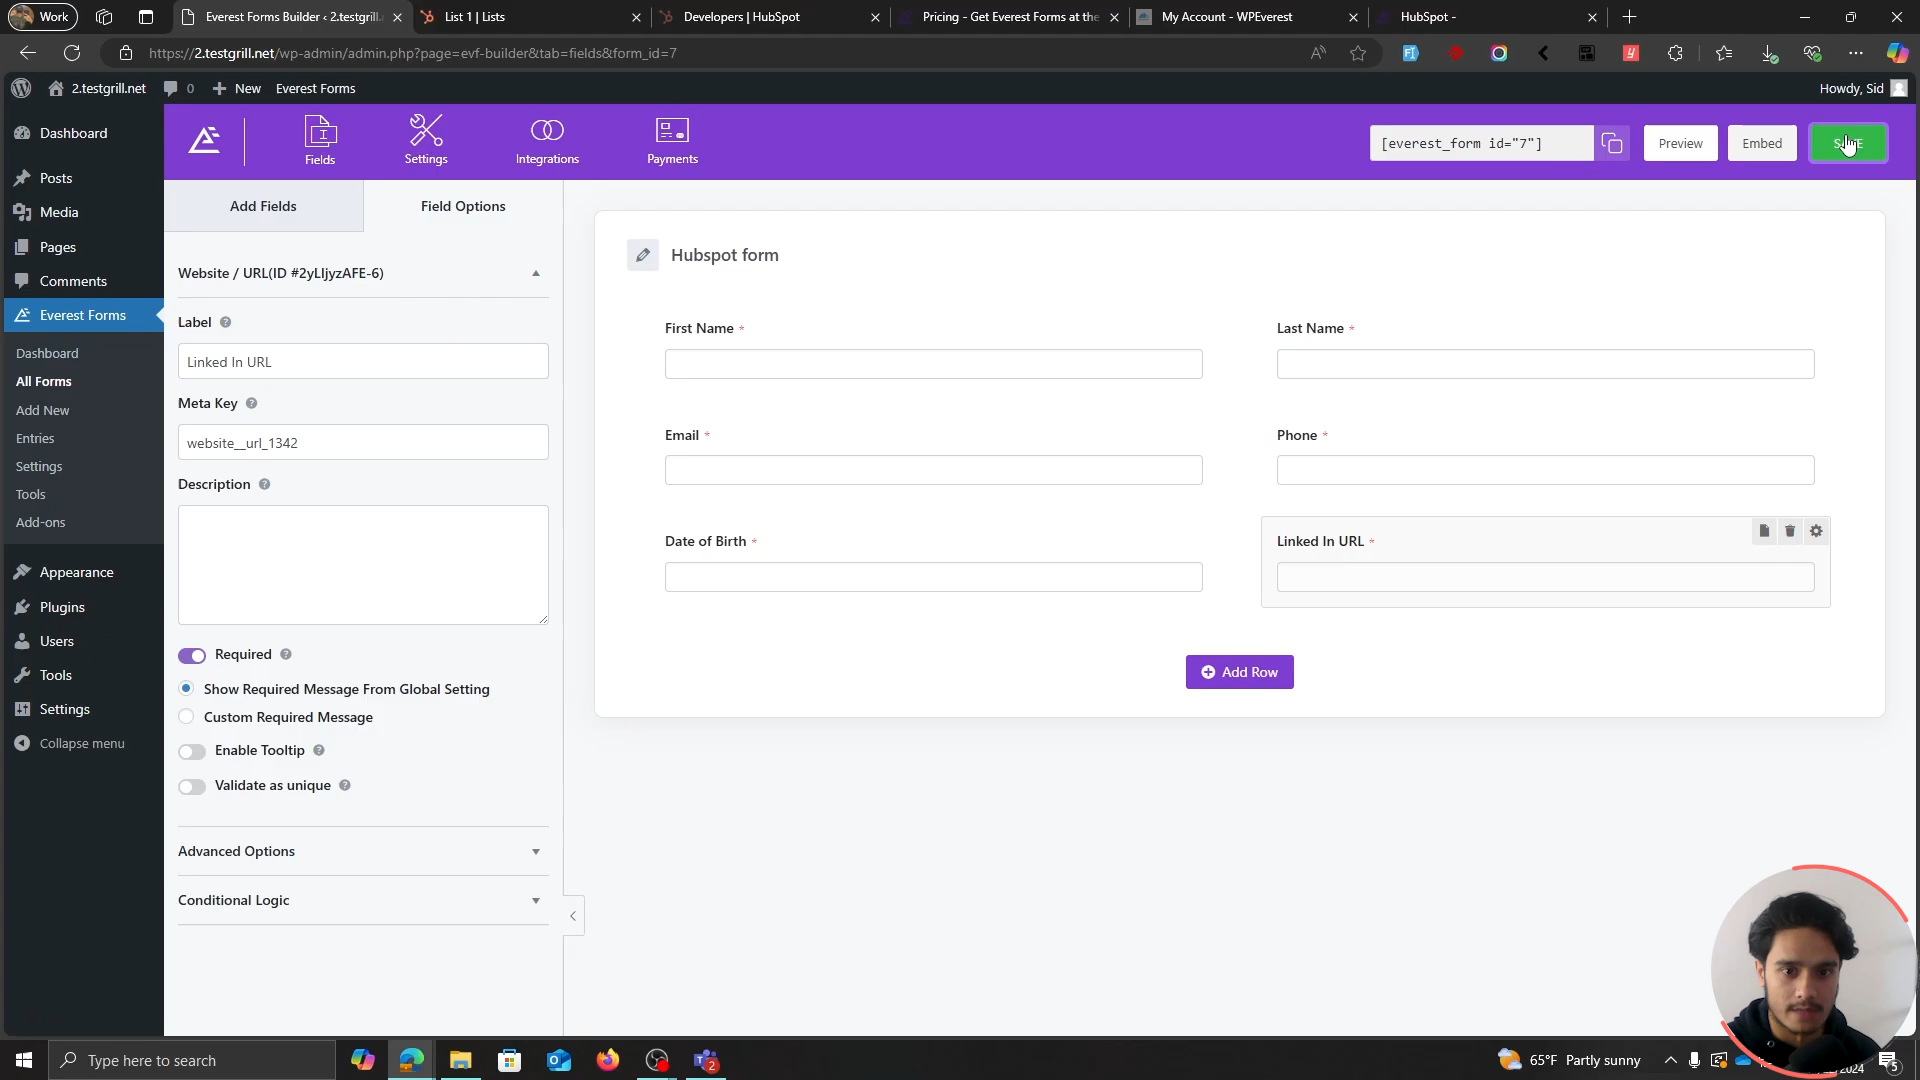 Work
Everest Forms Builder ‹ 2.testgrill.
List 1 | Lists
Developers | HubSpot
Pricing - Get Everest Forms at the
My Account - WPEverest
HubSpot -
https://2.testgrill.net/wp-admin/admin.php?page=evf-builder&tab=fields&form_id=7
2.testgrill.net
0
New
Everest Forms
Howdy, Sid
Dashboard
Posts
Media
Pages
Comments
Everest Forms
Dashboard
All Forms
Add New
Entries
Settings
Tools
Add-ons
Appearance
Plugins
Users
Tools
Settings
Collapse menu
Fields
Settings
Integrations
Payments
[everest_form id="7"]
Preview
Embed
Add Fields
Field Options
Website / URL(ID #2yLIjyzAFE-6)
Label
Linked In URL
Meta Key
website__url_1342
Description
Required
Show Required Message From Global Setting
Custom Required Message
Enable Tooltip
Validate as unique
Advanced Options
Conditional Logic
Hubspot form
First Name *
Last Name *
Email *
Phone *
Date of Birth *
Linked In URL *
Add Row
Type here to search
2
65°F Partly sunny
2024
5